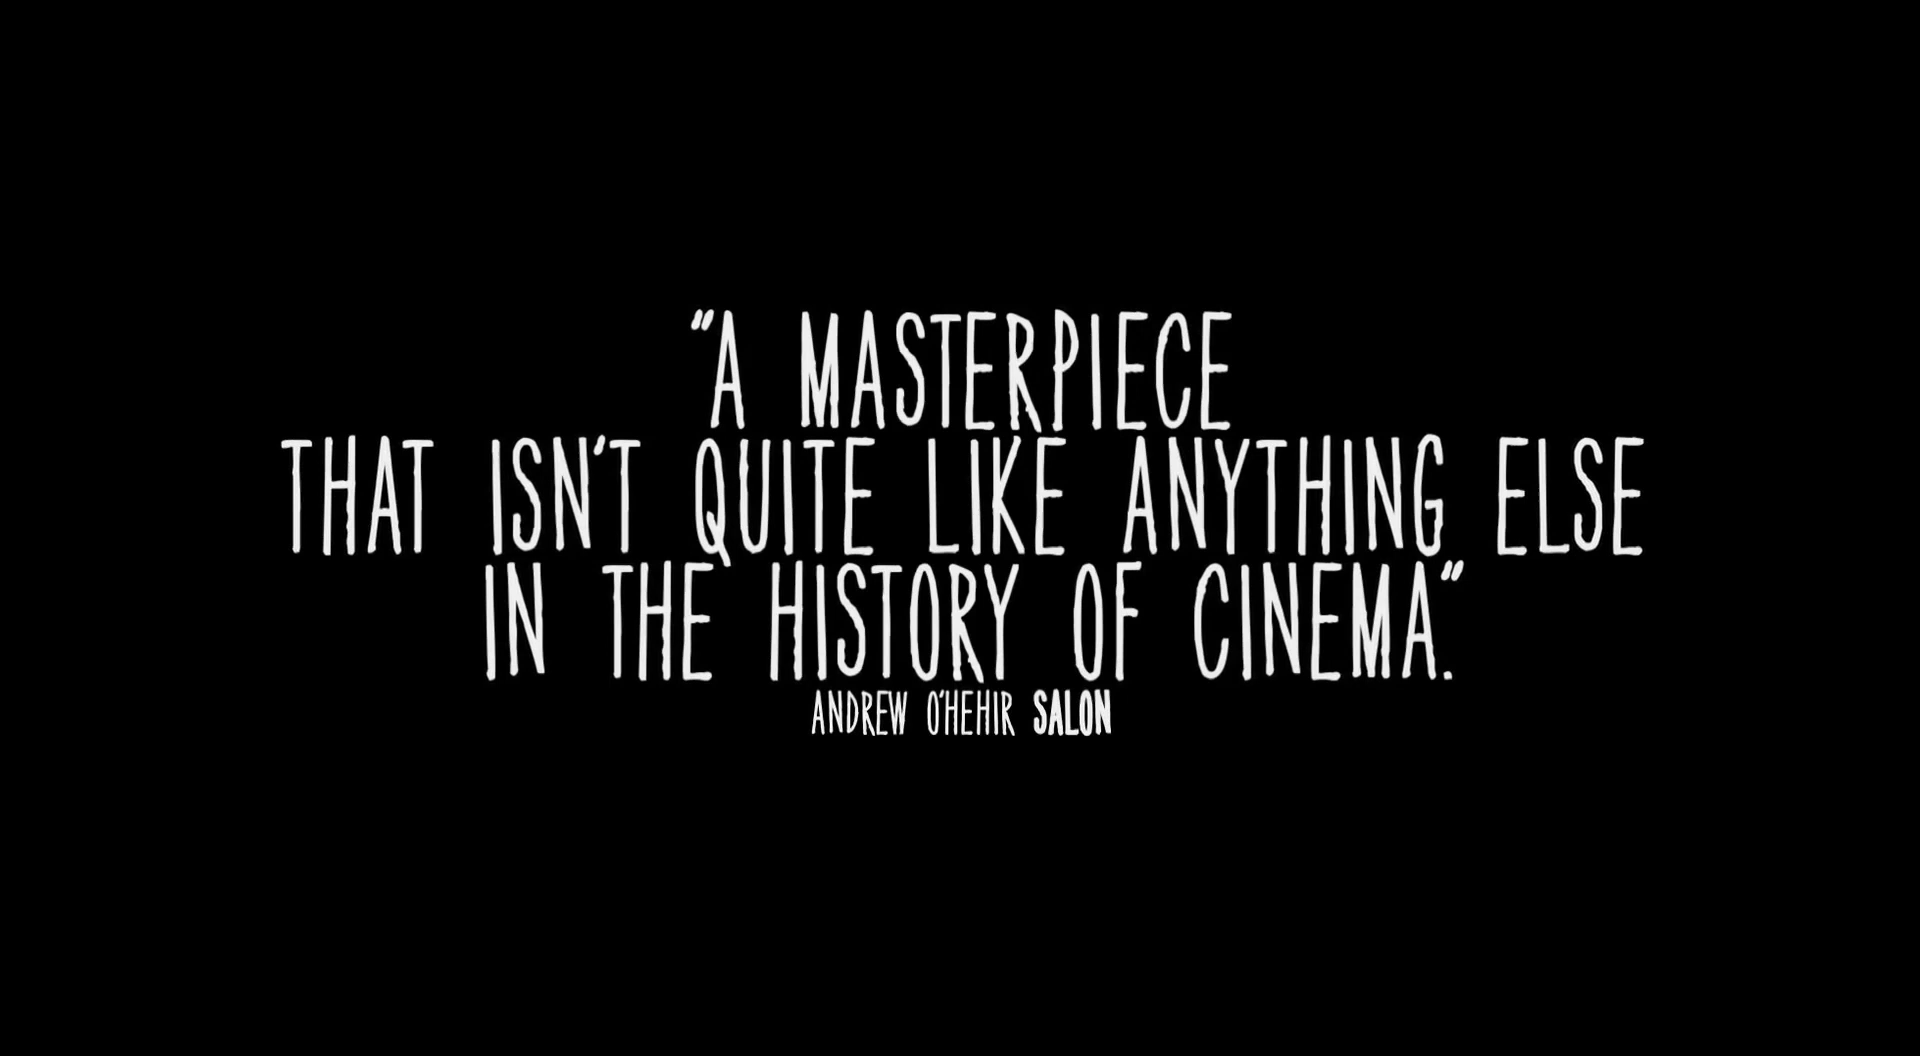 "A MASTERPIECE
THAT ISN'T QUITE LIKE ANYTHING ELSE
IN THE HISTORY OF CINEMA."
ANDREW O'HEHIR SALON